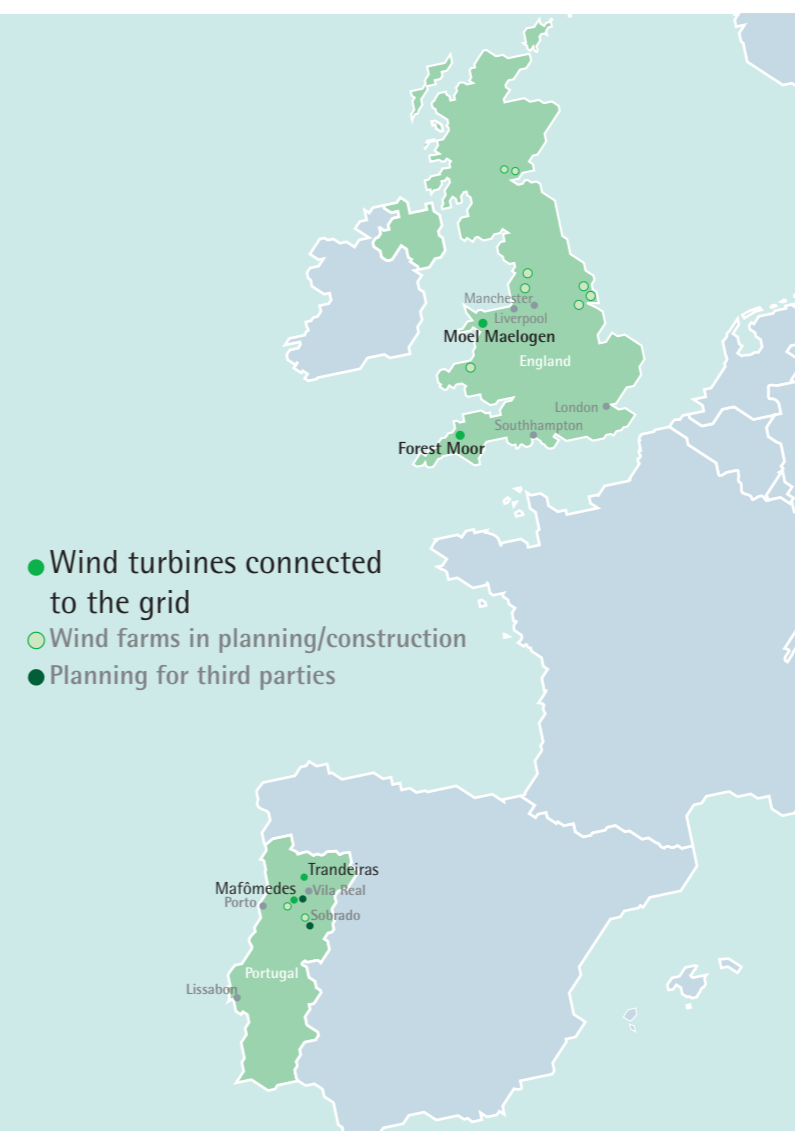 Manchester
Liverpool
Moel Maelogen
England
London
Southhampton
Forest Moor
Wind turbines connected
to the grid
Wind farms in planning/construction
Planning for third parties
Trandeiras
Mafômedes
Vila Real
Porto
Sobrado
Portugal
Lissabon